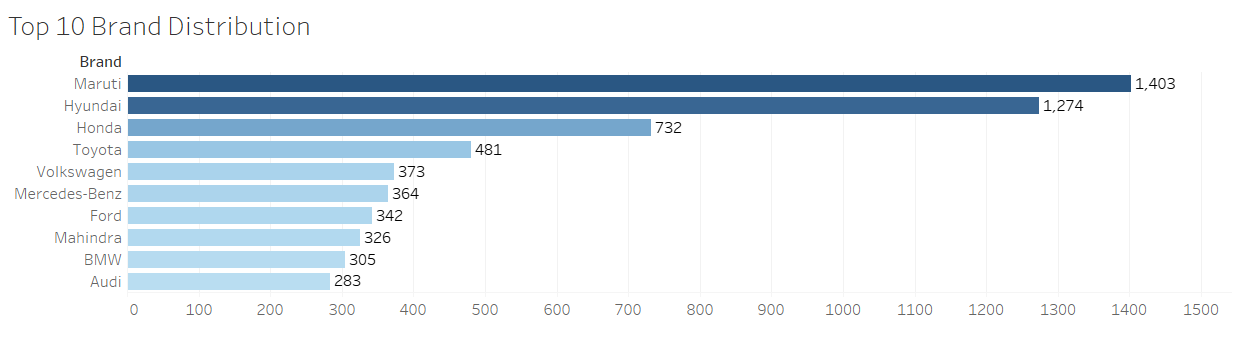 Top 10 Brand Distribution
Brand
Maruti 1,403
Hyundai 1,274
Honda 732
Toyota 481
Volkswagen 373
Mercedes-Benz 364
Ford 342
Mahindra 326
BMW 305
Audi 283
0 100 200 300 400 500 600 700 800 900 1000 1100 1200 1300 1400 1500